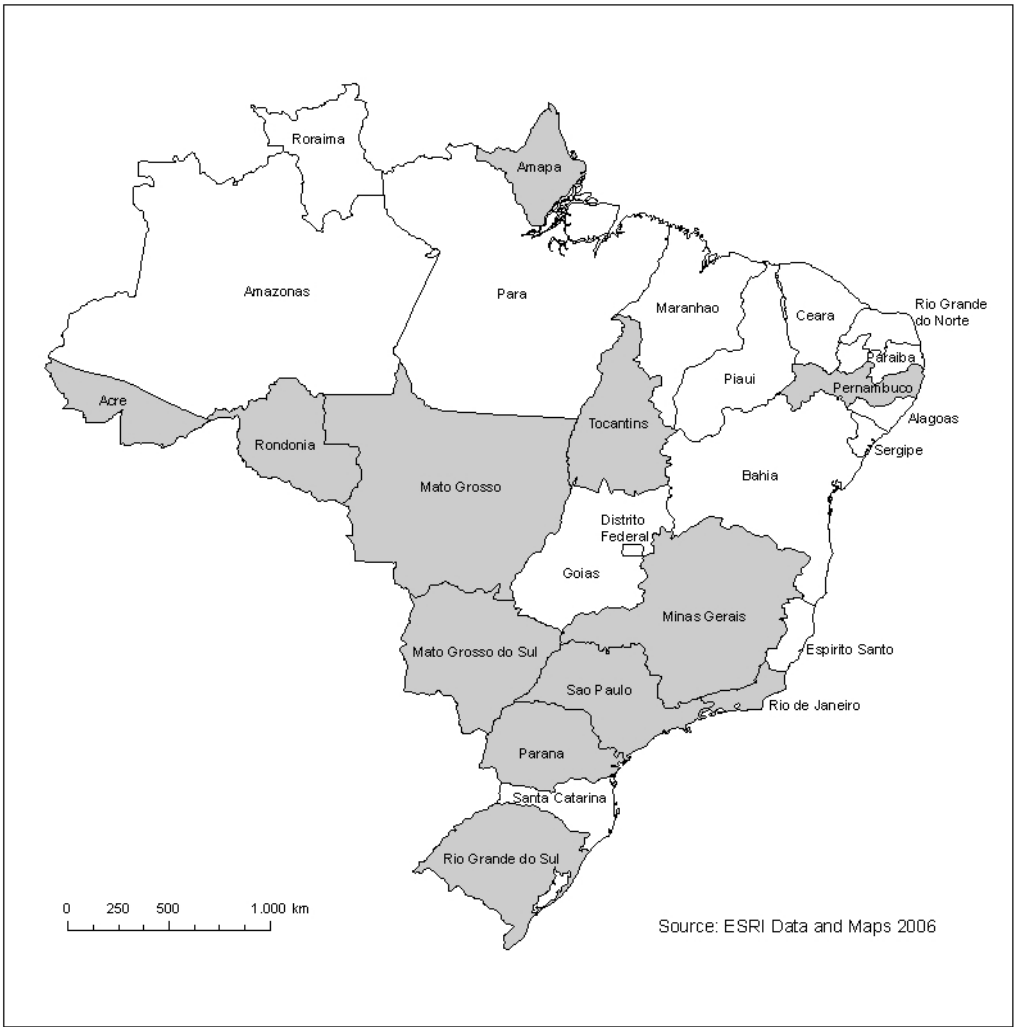 Roraima
Amapa
Amazonas
Para
Maranhao
Ceara
Rio Grande
do Norte
Paraiba
Piaui
Pernambuco
Acre
Tocantins
Alagoas
Rondonia
Sergipe
Mato Grosso
Bahia
Distrito
Federal
Goias
Minas Gerais
Mato Grosso do Sul
Espirito Santo
Sao Paulo
Rio de Janeiro
Parana
Santa Catarina
Rio Grande do Sul
0 250 500 1.000 km
Source: ESRI Data and Maps 2006